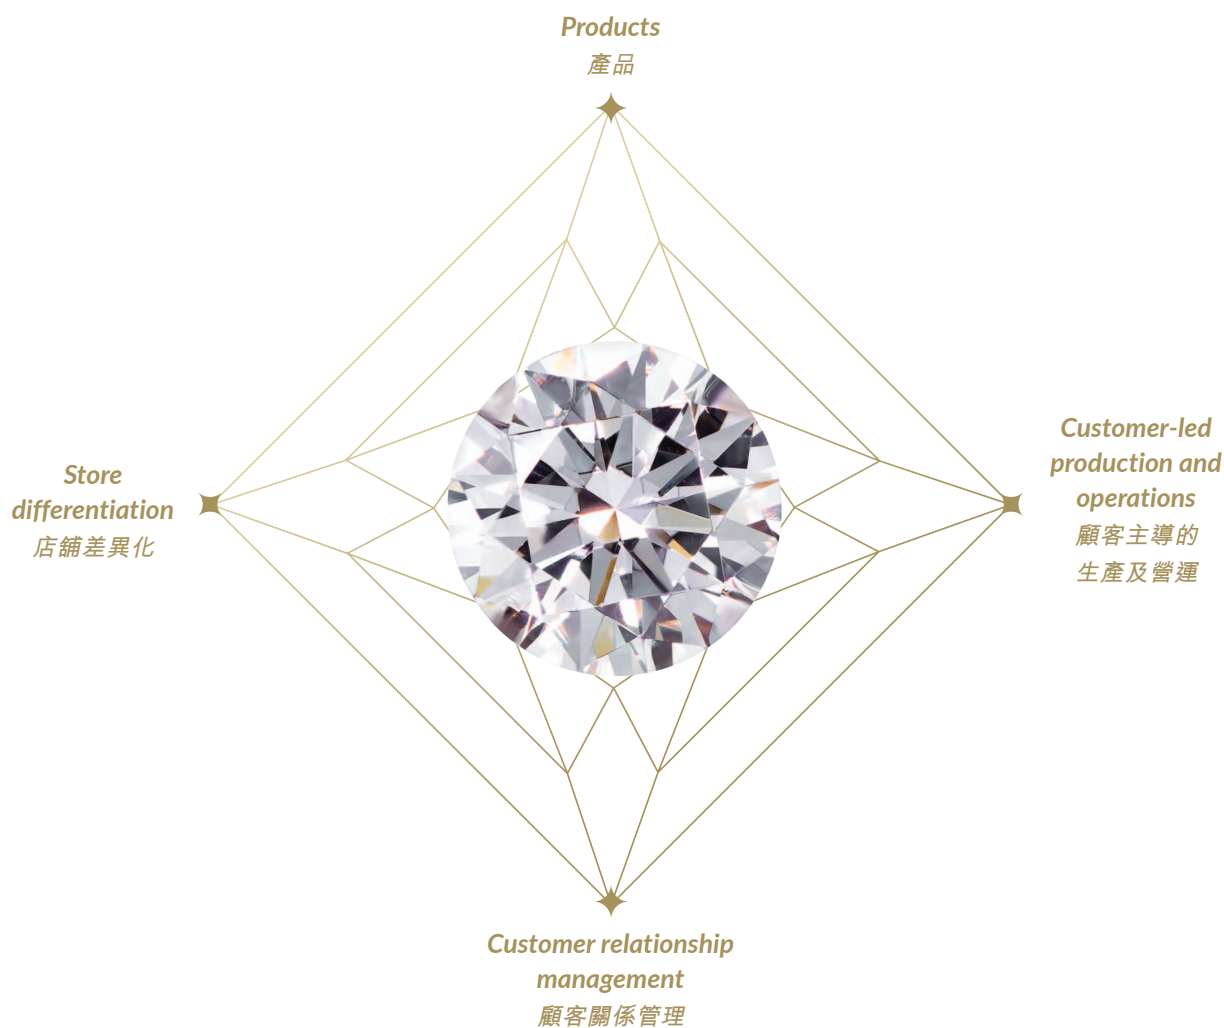 Products
產品
Customer-led
production and
operations
顧客主導的
生產及營運
Store
differentiation
店舖差異化
Customer relationship
management
顧客關係管理